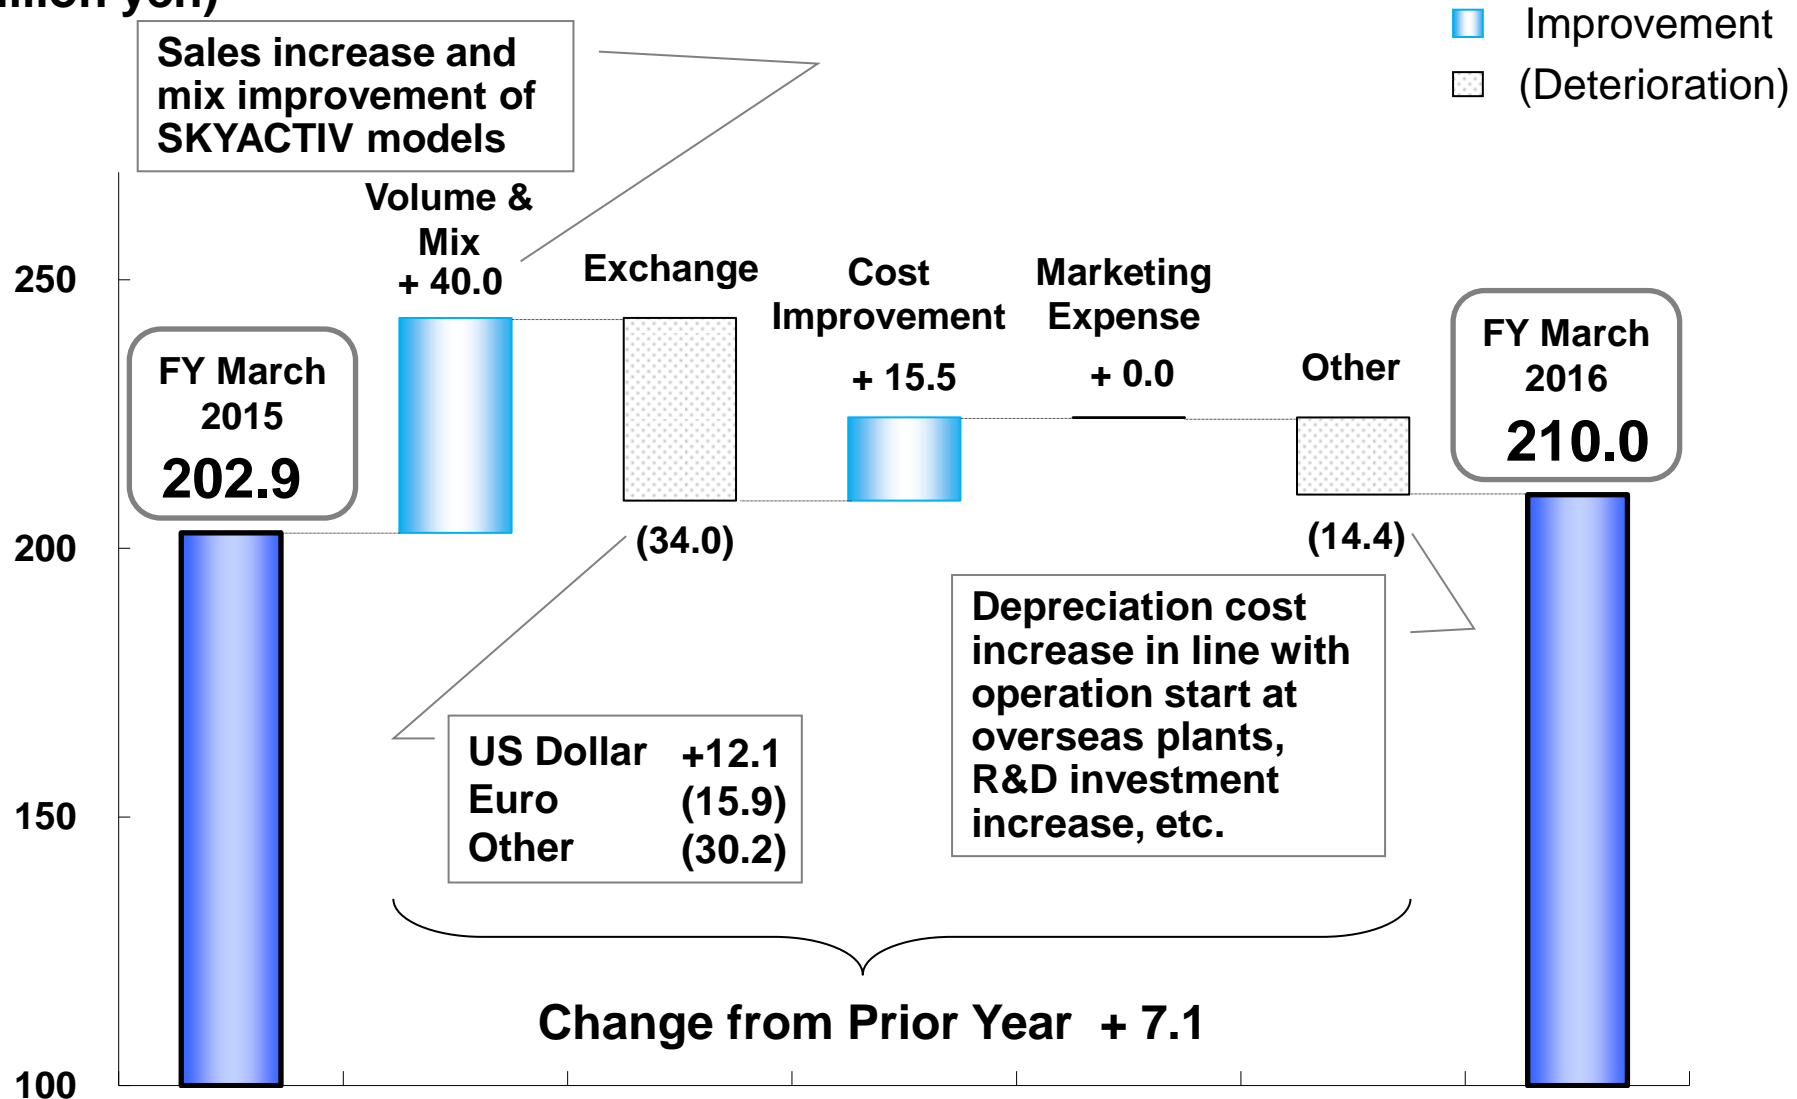 Improvement
(Deterioration)
Sales increase and
mix improvement of
SKYACTIV models
Volume &
Mix
+ 40.0
Exchange
Cost
Improvement
+ 15.5
Marketing
Expense
+ 0.0
Other
FY March
2015
202.9
FY March
2016
210.0
250
200
150
100
(34.0)
(14.4)
US Dollar +12.1
Euro (15.9)
Other (30.2)
Depreciation cost
increase in line with
operation start at
overseas plants,
R&D investment
increase, etc.
Change from Prior Year + 7.1